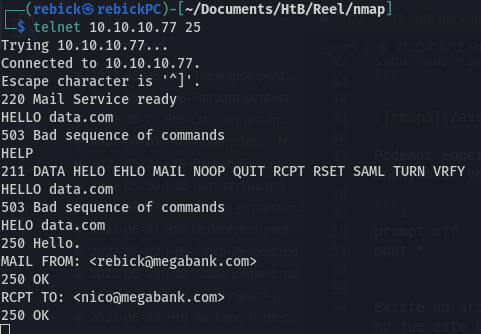 ┌──(rebick㉿rebickPC)-[~/Documents/HtB/Reel/nmap]
└─$ telnet 10.10.10.77 25
Trying 10.10.10.77...
Connected to 10.10.10.77.
Escape character is '^]'.
220 Mail Service ready
HELLO data.com
503 Bad sequence of commands
HELP
211 DATA HELO EHLO MAIL NOOP QUIT RCPT RSET SAML TURN VRFY
HELLO data.com
503 Bad sequence of commands
HELO data.com
250 Hello.
MAIL FROM: <rebick@megabank.com>
250 OK
RCPT TO: <nico@megabank.com>
250 OK